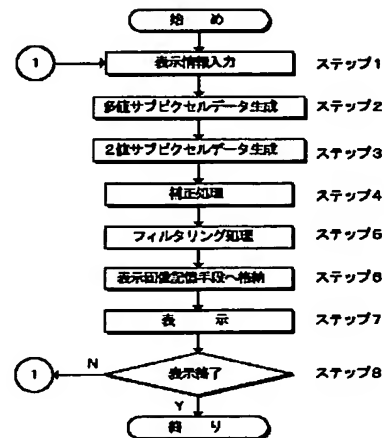 始 め
1
表示情報入力 ステップ1
多値サブピクセルデータ生成 ステップ2
2値サブピクセルデータ生成 ステップ3
補正処理 ステップ4
フィルタリング処理 ステップ5
表示画像記憶手段へ格納 ステップ6
表 示 ステップ7
1 N 表示終了 ステップ8
Y
終 り